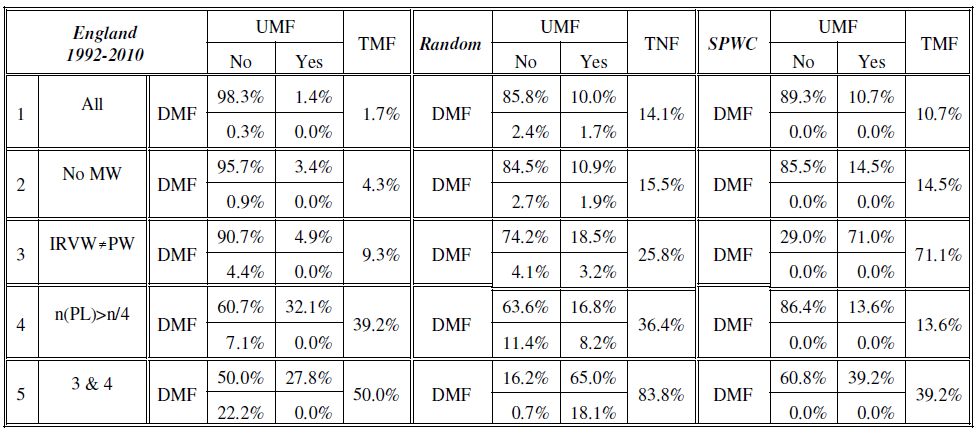 England 1992-2010 UMF TMF Random UMF TNF SPWC UMF TMF
No Yes No Yes No Yes
1 All DMF 98.3% 1.4% 1.7% DMF 85.8% 10.0% 14.1% DMF 89.3% 10.7% 10.7%
0.3% 0.0% 2.4% 1.7% 0.0% 0.0%
2 No MW DMF 95.7% 3.4% 4.3% DMF 84.5% 10.9% 15.5% DMF 85.5% 14.5% 14.5%
0.9% 0.0% 2.7% 1.9% 0.0% 0.0%
3 IRVW≠PW DMF 90.7% 4.9% 9.3% DMF 74.2% 18.5% 25.8% DMF 29.0% 71.0% 71.1%
4.4% 0.0% 4.1% 3.2% 0.0% 0.0%
4 n(PL)>n/4 DMF 60.7% 32.1% 39.2% DMF 63.6% 16.8% 36.4% DMF 86.4% 13.6% 13.6%
7.1% 0.0% 11.4% 8.2% 0.0% 0.0%
5 3 & 4 DMF 50.0% 27.8% 50.0% DMF 16.2% 65.0% 83.8% DMF 60.8% 39.2% 39.2%
22.2% 0.0% 0.7% 18.1% 0.0% 0.0%